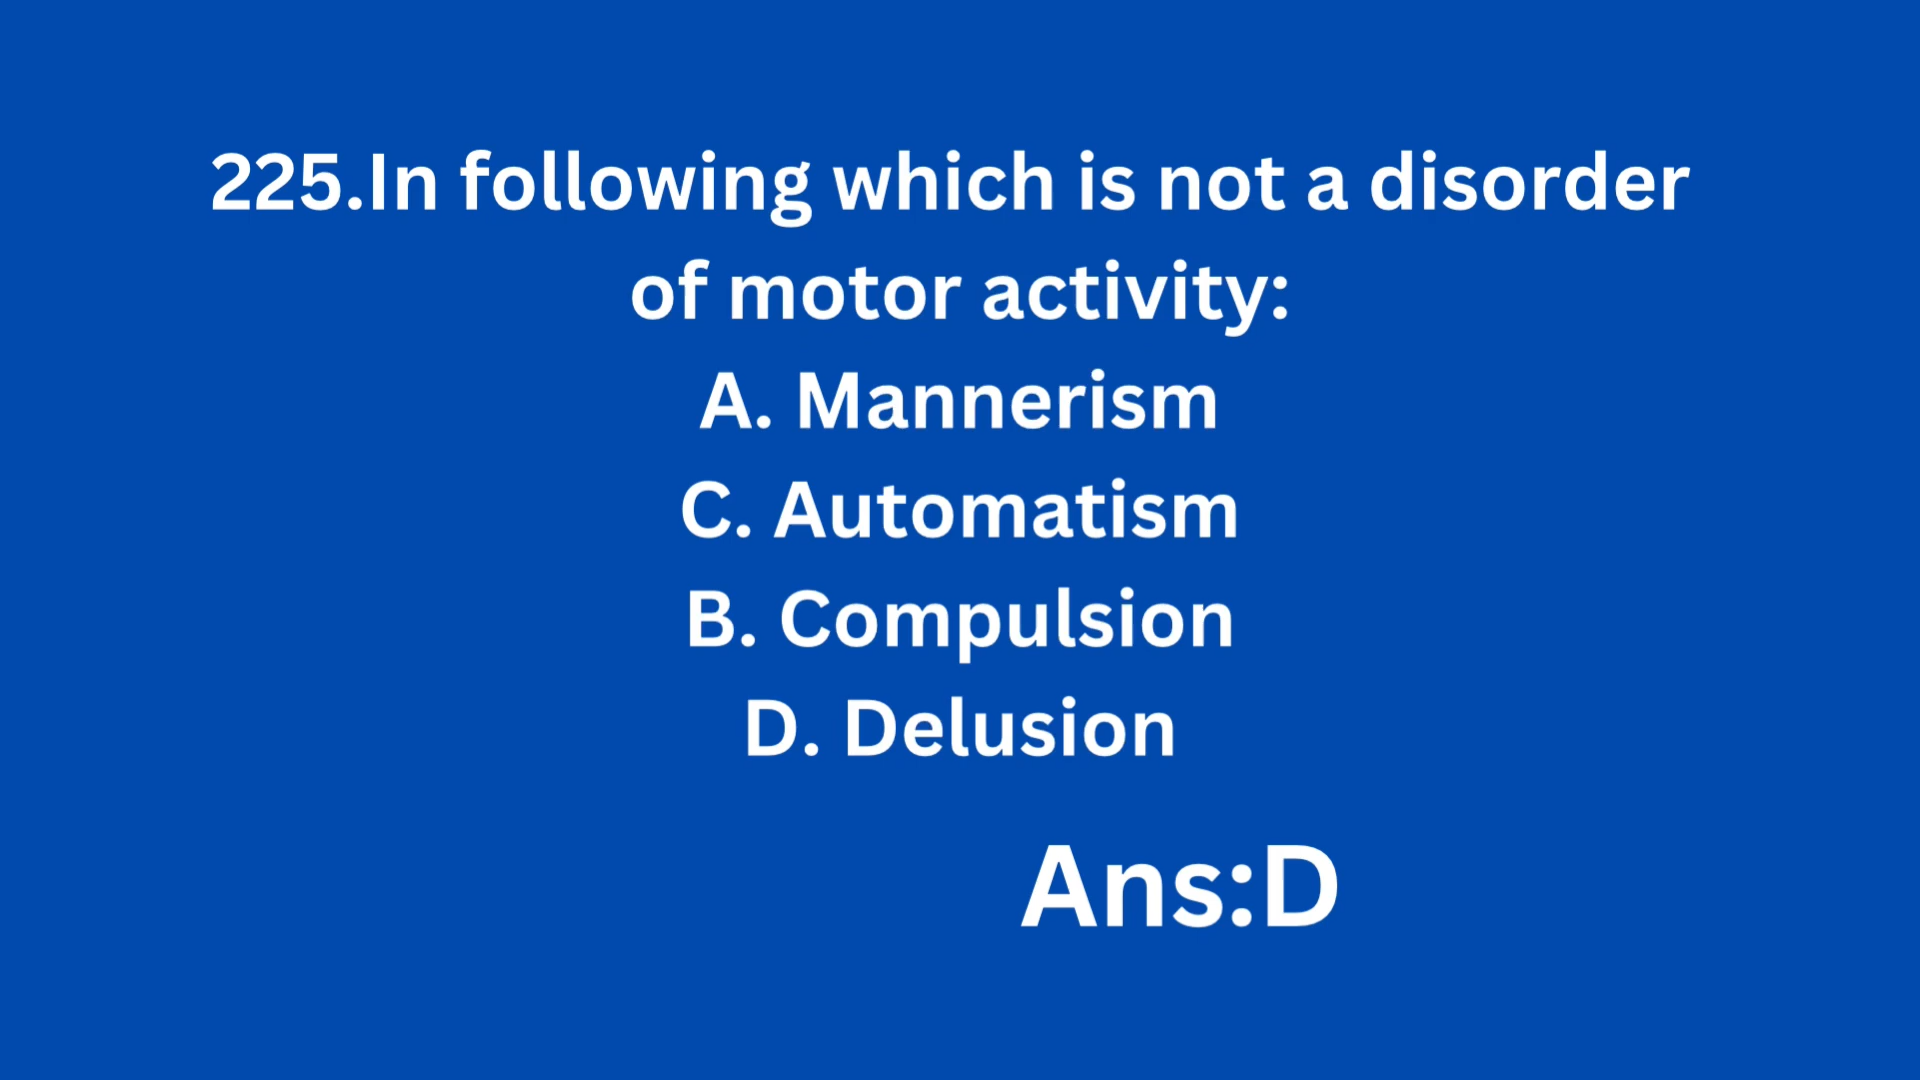 225.In following which is not a disorder
of motor activity:
A. Mannerism
C. Automatism
B. Compulsion
D. Delusion
Ans:D